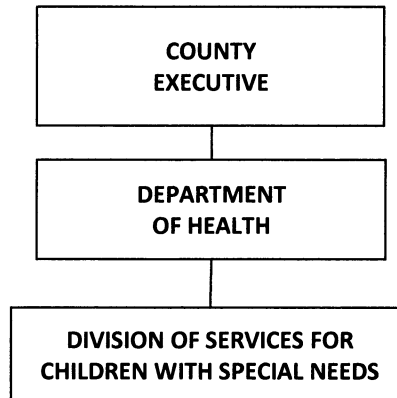 COUNTY
EXECUTIVE
DEPARTMENT
OF HEALTH
DIVISION OF SERVICES FOR
CHILDREN WITH SPECIAL NEEDS